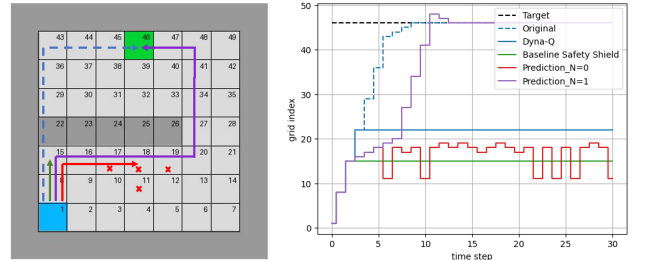 43 44 45 46 47 48 49
36 37 38 39 40 41 42
29 30 31 32 33 34 35
22 23 24 25 26 27 28
15 16 17 18 19 20 21
8 9 10 11 12 13 14
1 2 3 4 5 6 7
50
40
30
20
10
0
grid index
0 5 10 15 20 25 30
time step
Target
Original
Dyna-Q
Baseline Safety Shield
Prediction_N=0
Prediction_N=1